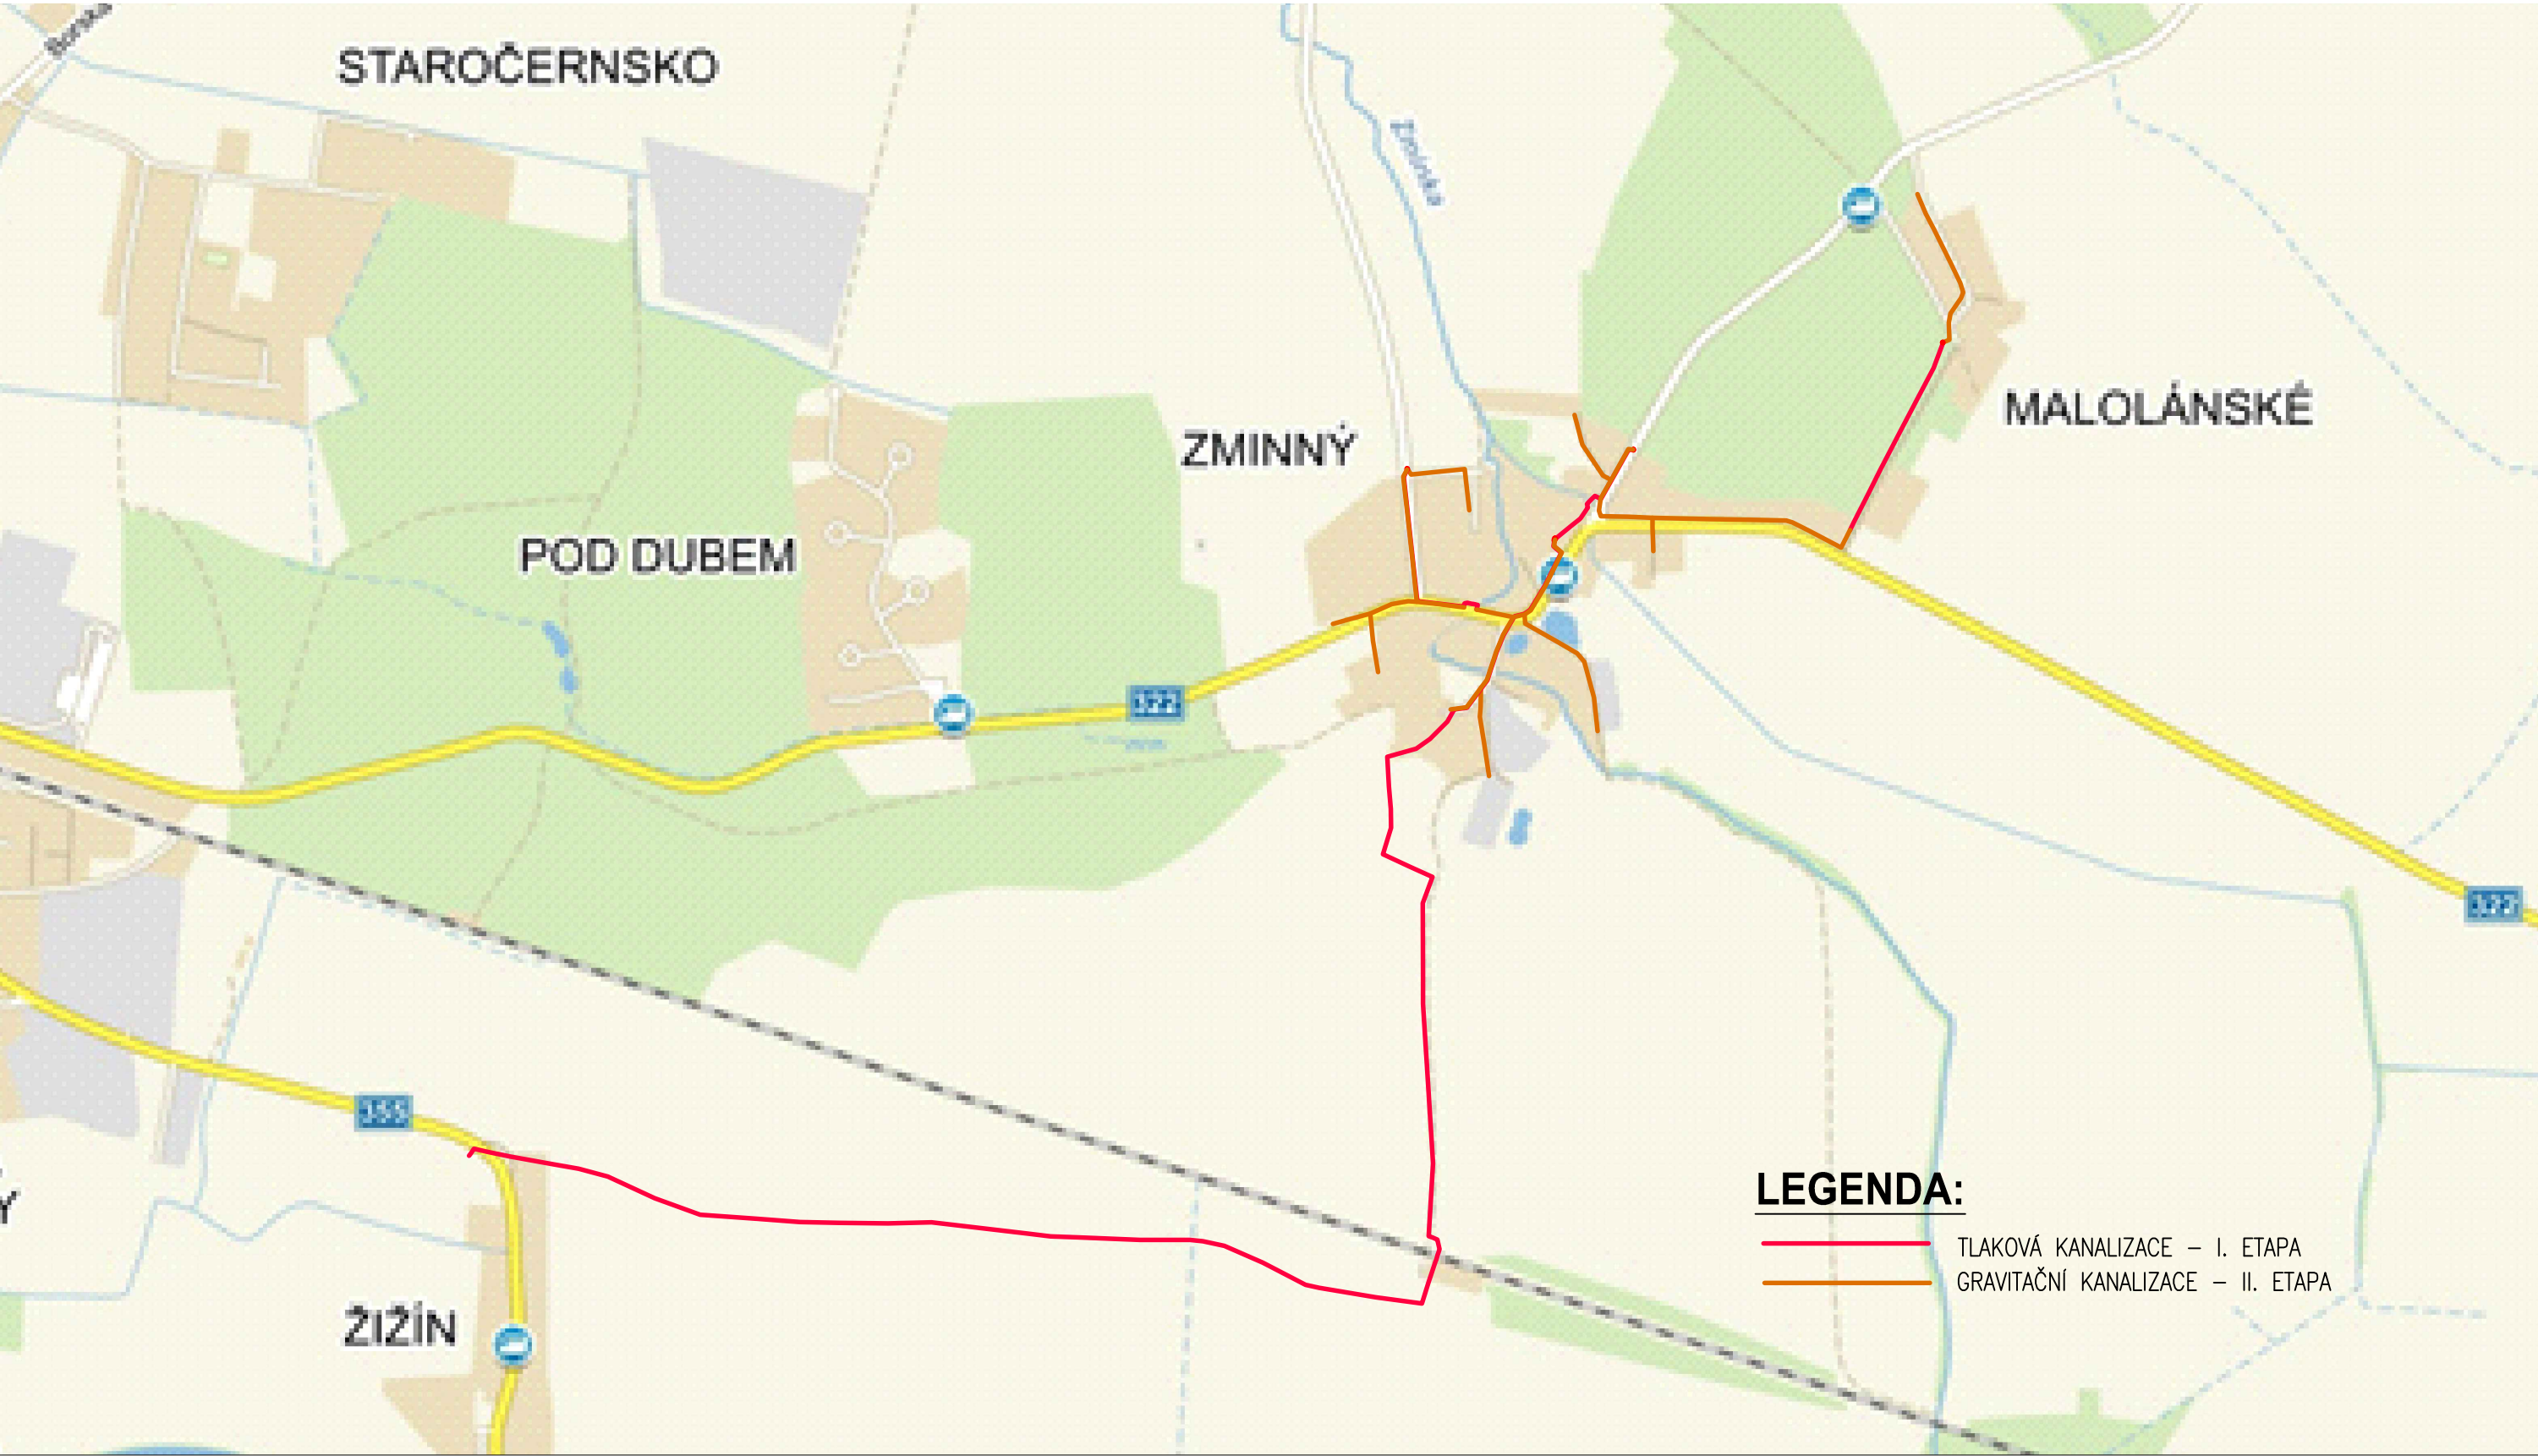 STAROČERNSKO
MALOLÁNSKÉ
ZMINNÝ
POD DUBEM
322
322
355
Y
LEGENDA:
TLAKOVÁ KANALIZACE – I. ETAPA
GRAVITAČNÍ KANALIZACE – II. ETAPA
ŽIŽÍN